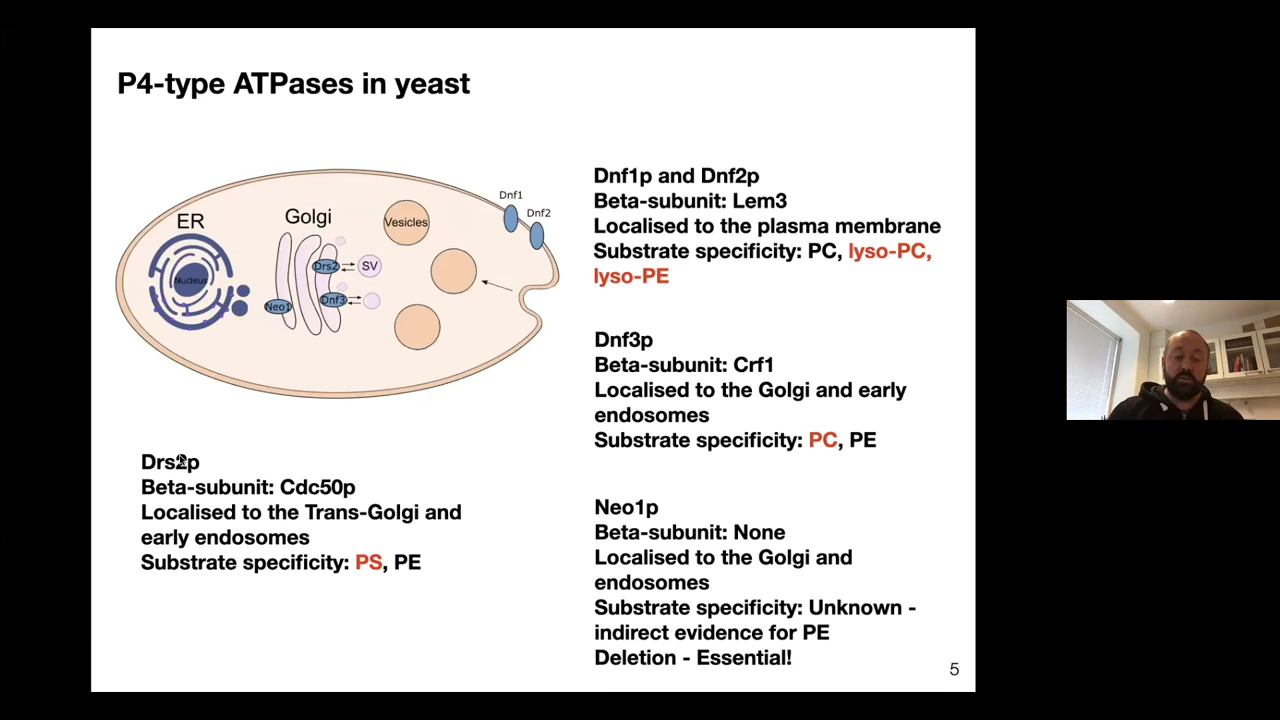 P4-type ATPases in yeast
ER
Nucleus
Golgi
Drs2
SV
Dnf3
Neo1
Vesicles
Dnf1
Dnf2
Drs2p
Beta-subunit: Cdc50p
Localised to the Trans-Golgi and
early endosomes
Substrate specificity: PS, PE
Dnf1p and Dnf2p
Beta-subunit: Lem3
Localised to the plasma membrane
Substrate specificity: PC, lyso-PC,
lyso-PE
Dnf3p
Beta-subunit: Crf1
Localised to the Golgi and early
endosomes
Substrate specificity: PC, PE
Neo1p
Beta-subunit: None
Localised to the Golgi and
endosomes
Substrate specificity: Unknown -
indirect evidence for PE
Deletion - Essential!
5